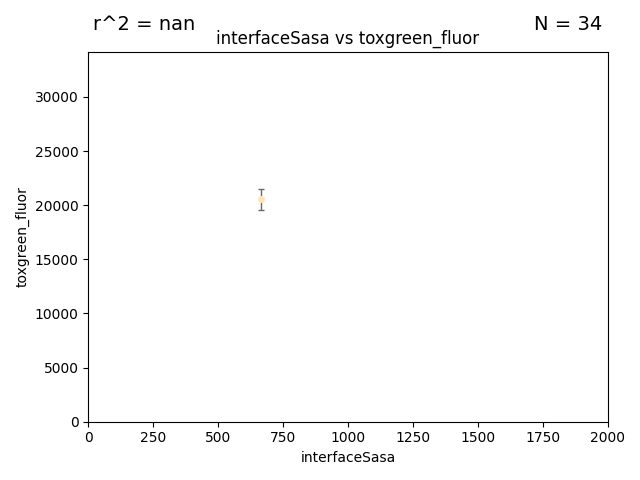 r^2 = nan
N = 34
interfaceSasa vs toxgreen_fluor
30000
25000
20000
15000
10000
5000
0
toxgreen_fluor
0 250 500 750 1000 1250 1500 1750 2000
interfaceSasa